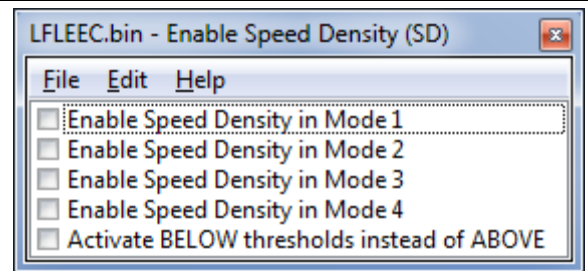 LFLEEC.bin - Enable Speed Density (SD)
File Edit Help
Enable Speed Density in Mode 1
Enable Speed Density in Mode 2
Enable Speed Density in Mode 3
Enable Speed Density in Mode 4
Activate BELOW thresholds instead of ABOVE